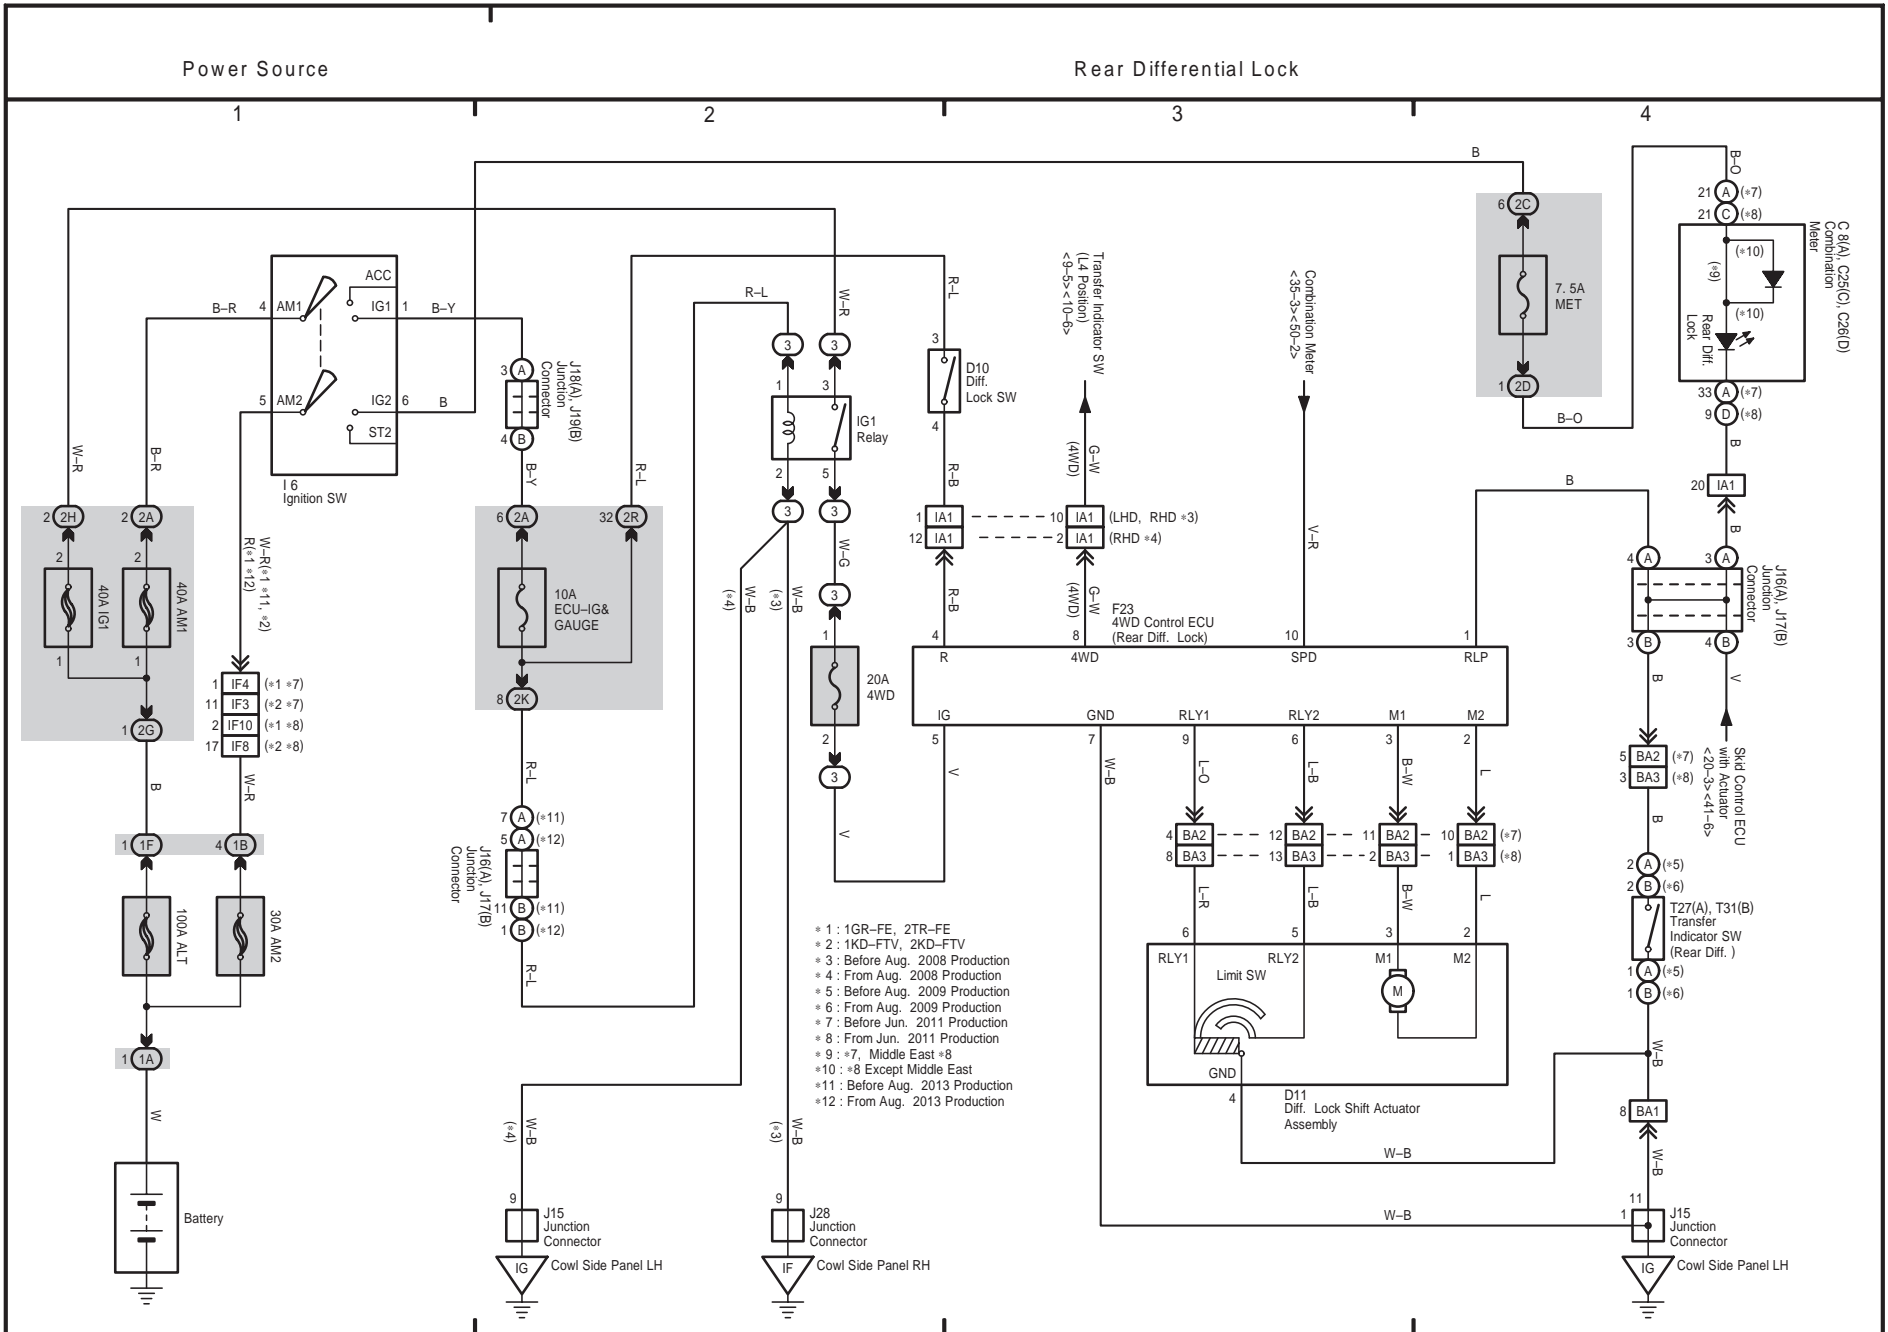 Power Source
Rear Differential Lock
1
2
3
4
B
B–O
21 A (*7)
21 C (*8)
6 2C
C 8(A), C25(C), C26(D)
Combination
Meter
(*10)
(*9)
(*10)
Rear Diff.
Lock
7. 5A
MET
1 2D
B–O
33 A (*7)
9 D (*8)
B
20 IA1
B
ACC
4 AM1
IG1 1
B–R
B–Y
5 AM2
IG2 6
B
ST2
I 6
Ignition SW
W–R
B–R
R–L
W–R
R–L
3
3
1
3
IG1
Relay
2
5
3
3
3 A
J18(A), J19(B)
Junction
Connector
4 B
B–Y
R–L
3
D10
Diff.
Lock SW
4
R–B
Transfer Indicator SW
(L4 Position)
<9–5><10–6>
G–W
(4WD)
Combination Meter
<35–3><50–2>
V–R
1 IA1
10 IA1 (LHD, RHD *3)
12 IA1
2 IA1 (RHD *4)
R–B
G–W
(4WD)
2 2H
2 2A
2
2
40A IG1
40A AM1
1
1
1 2G
W–R(*1 *11, *2)
R(*1 *12)
1 IF4 (*1 *7)
11 IF3 (*2 *7)
2 IF10 (*1 *8)
17 IF8 (*2 *8)
B
W–R
1 1F
4 1B
100A ALT
30A AM2
1 1A
W
Battery
6 2A
32 2R
10A
ECU–IG&
GAUGE
8 2K
R–L
7 A (*11)
5 A (*12)
J16(A), J17(B)
Junction
Connector
11 B (*11)
1 B (*12)
R–L
W–B
(*4)
W–B
(*3)
W–G
3
1
20A
4WD
2
3
V
V
F23
4WD Control ECU
(Rear Diff. Lock)
4
8
10
1
R
4WD
SPD
RLP
IG
GND
RLY1
RLY2
M1
M2
5
7
9
6
3
2
W–B
L–O
L–B
B–W
L
4 BA2
12 BA2
11 BA2
10 BA2 (*7)
8 BA3
13 BA3
2 BA3
1 BA3 (*8)
L–R
L–B
B–W
L
6
5
3
2
RLY1
RLY2
M1
M2
Limit SW
M
GND
4
D11
Diff. Lock Shift Actuator
Assembly
B
4 A
3 A
J16(A), J17(B)
Junction
Connector
3 B
4 B
B
V
Skid Control ECU
with Actuator
<20–3><41–6>
5 BA2 (*7)
3 BA3 (*8)
B
2 A (*5)
2 B (*6)
T27(A), T31(B)
Transfer
Indicator SW
(Rear Diff. )
1 A (*5)
1 B (*6)
W–B
8 BA1
W–B
W–B
W–B
* 1 : 1GR–FE, 2TR–FE
* 2 : 1KD–FTV, 2KD–FTV
* 3 : Before Aug. 2008 Production
* 4 : From Aug. 2008 Production
* 5 : Before Aug. 2009 Production
* 6 : From Aug. 2009 Production
* 7 : Before Jun. 2011 Production
* 8 : From Jun. 2011 Production
* 9 : *7, Middle East *8
*10 : *8 Except Middle East
*11 : Before Aug. 2013 Production
*12 : From Aug. 2013 Production
W–B
(*4)
W–B
(*3)
9
J15
Junction
Connector
IG
Cowl Side Panel LH
9
J28
Junction
Connector
IF
Cowl Side Panel RH
11
1
J15
Junction
Connector
IG
Cowl Side Panel LH